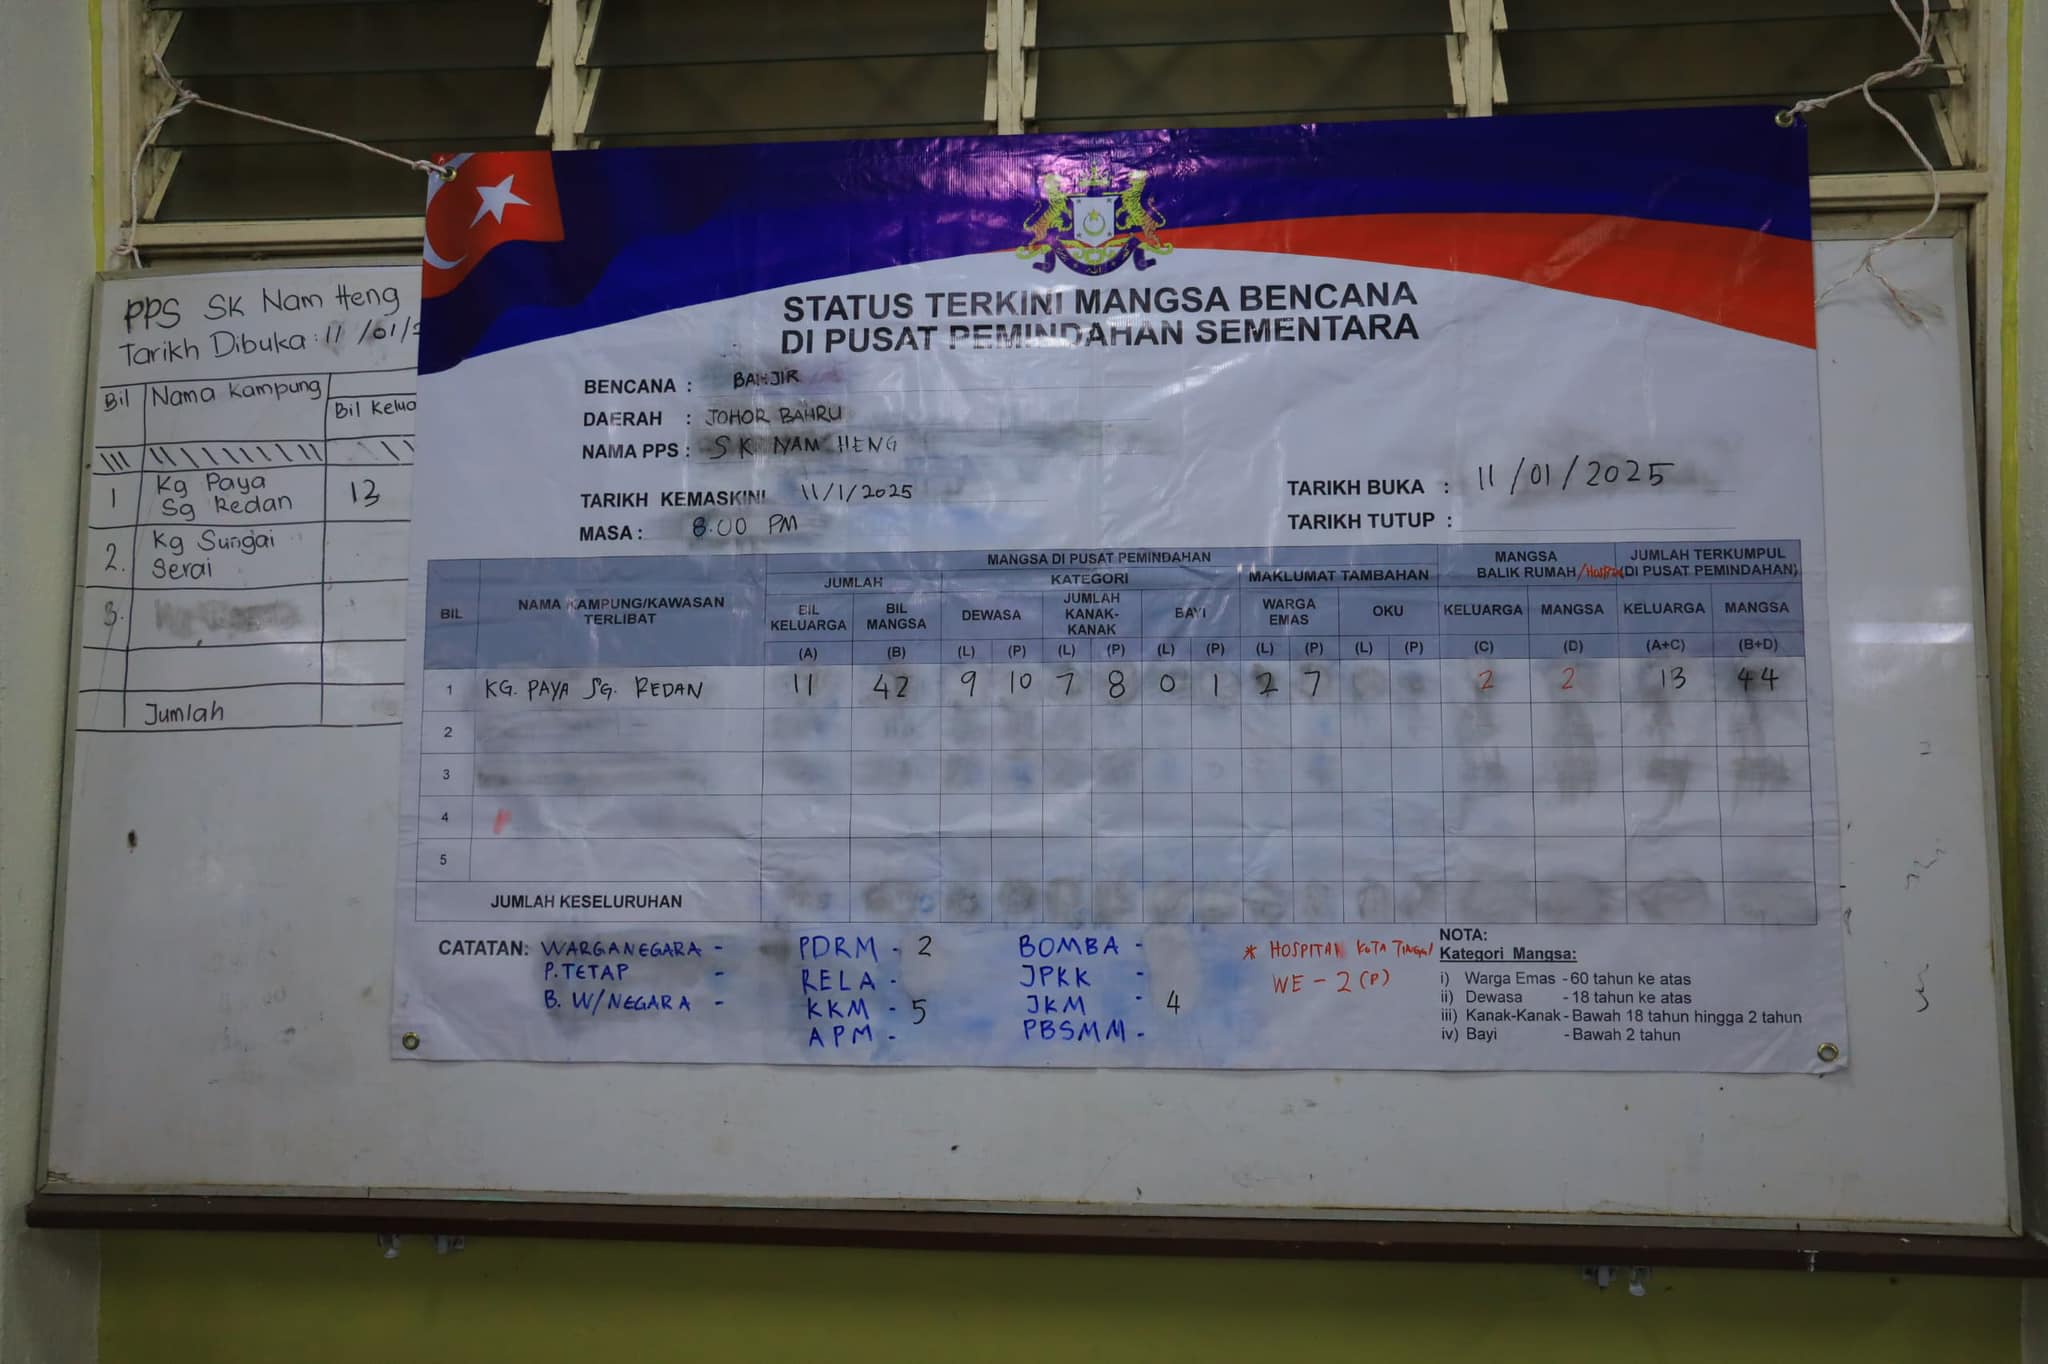 PPS SK Nam Heng
Tarikh Dibuka: 11/01/2
Bil Nama Kampung
Bil Kelua
1 Kg Paya Sg Redan 13
2. Kg Sungai Serai
3.
Jumlah
STATUS TERKINI MANGSA BENCANA
DI PUSAT PEMINDAHAN SEMENTARA
BENCANA : BANJIR
DAERAH : JOHOR BAHRU
NAMA PPS : SK NAM HENG
TARIKH KEMASKINI 11/1/2025
MASA : 8.00 PM
TARIKH BUKA : 11/01/2025
TARIKH TUTUP :
MANGSA DI PUSAT PEMINDAHAN
JUMLAH KATEGORI MAKLUMAT TAMBAHAN MANGSA BALIK RUMAH JUMLAH TERKUMPUL (DI PUSAT PEMINDAHAN)
BIL NAMA KAMPUNG/KAWASAN TERLIBAT BIL KELUARGA BIL MANGSA DEWASA JUMLAH KANAK-KANAK BAYI WARGA EMAS OKU KELUARGA MANGSA KELUARGA MANGSA
(A) (B) (L) (P) (L) (P) (L) (P) (L) (P) (L) (P) (C) (D) (A+C) (B+D)
1 KG. PAYA SG. REDAN 11 42 9 10 7 8 0 1 2 7 2 2 13 44
2
3
4
5
JUMLAH KESELURUHAN
CATATAN: WARGANEGARA -
P.TETAP -
B. W/NEGARA -
PDRM - 2
RELA -
KKM - 5
APM -
BOMBA -
JPKK -
JKM - 4
PBSMM -
* HOSPITAL KOTA TINGGI
WE - 2 (P)
NOTA:
Kategori Mangsa:
i) Warga Emas - 60 tahun ke atas
ii) Dewasa - 18 tahun ke atas
iii) Kanak-Kanak - Bawah 18 tahun hingga 2 tahun
iv) Bayi - Bawah 2 tahun